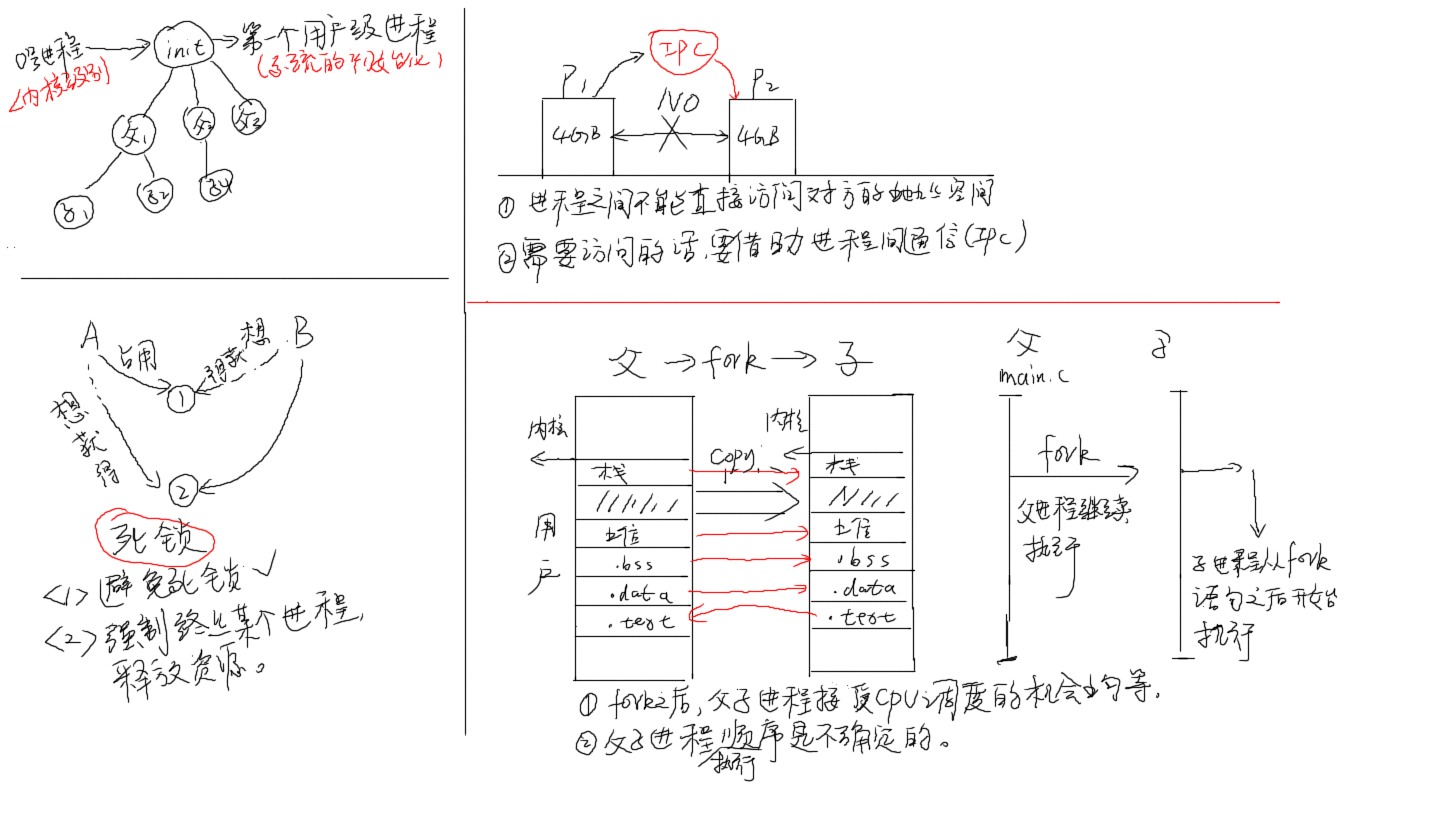 0号进程
init
第一个用户级进程
<内核级别>
(系统的初始化)
父1
父2
父3
子1
子2
子4
IPC
P1
P2
NO
4GB
4GB
① 进程之间不能直接访问对方的地址空间
②需要访问的话,要借助进程间通信(IPC)
A
B
占用
想
获得
①
想
获
得
②
死锁
<1>避免死锁✓
<2>强制终止某个进程,
释放资源。
父
fork
子
内核
内核
copy
用
户
栈
栈
堆
堆
.bss
.bss
.data
.data
.text
.text
父
子
main.c
fork
父进程继续
执行
子进程从fork
语句之后开始
执行
① fork之后,父子进程接受CPU调度的机会均等.
②父子进程顺序是不确定的。
执行